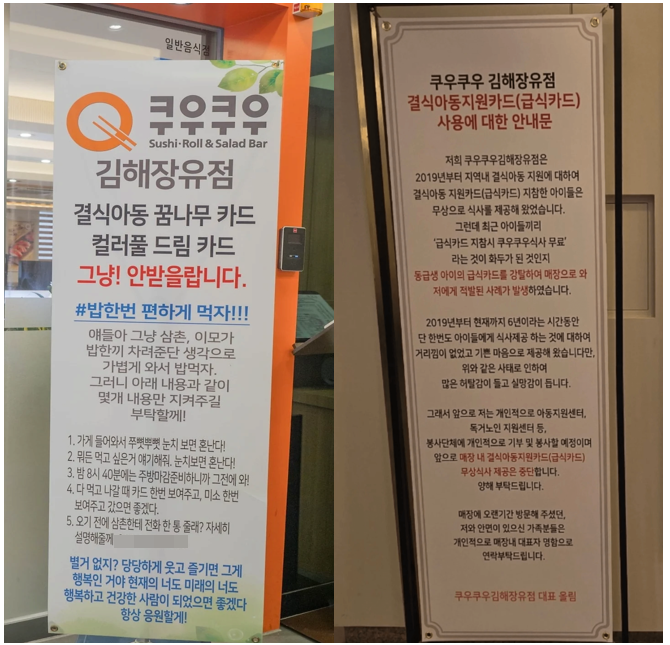 일반음식점
쿠우쿠우
Sushi·Roll & Salad Bar
김해장유점
결식아동 꿈나무 카드
컬러풀 드림 카드
그냥! 안받을랍니다.
#밥한번 편하게 먹자!!!
얘들아 그냥 삼촌, 이모가
밥한끼 차려준단 생각으로
가볍게 와서 밥먹자.
그러니 아래 내용과 같이
몇개 내용만 지켜주길
부탁할께!
1. 가게 들어와서 쭈뼛쭈뼛 눈치 보면 혼난다!
2. 뭐든 먹고 싶은거 얘기해줘, 눈치보면 혼난다!
3. 밤 8시 40분에는 주방마감준비하니까 그전에 와!
4. 다 먹고 나갈 때 카드 한번 보여주고, 미소 한번
보여주고 갔으면 좋겠다.
5. 오기 전에 삼촌한테 전화 한 통 줄래? 자세히
설명해줄께
별거 없지? 당당하게 웃고 즐기면 그게
행복인 거야 현재의 너도 미래의 너도
행복하고 건강한 사람이 되었으면 좋겠다
항상 응원할게!
쿠우쿠우 김해장유점
결식아동지원카드(급식카드)
사용에 대한 안내문
저희 쿠우쿠우김해장유점은
2019년부터 지역내 결식아동 지원에 대하여
결식아동 지원카드(급식카드) 지참한 아이들은
무상으로 식사를 제공해 왔었습니다.
그런데 최근 아이들끼리
'급식카드 지참시 쿠우쿠우식사 무료'
라는 것이 화두가 된 것인지
동급생 아이의 급식카드를 강탈하여 매장으로 와
저에게 적발된 사례가 발생하였습니다.
2019년부터 현재까지 6년이라는 시간동안
단 한번도 아이들에게 식사제공 하는 것에 대하여
거리낌이 없었고 기쁜 마음으로 제공해 왔습니다만,
위와 같은 사태로 인하여
많은 허탈감이 들고 실망감이 듭니다.
그래서 앞으로 저는 개인적으로 아동지원센터,
독거노인 지원센터 등,
봉사단체에 개인적으로 기부 및 봉사할 예정이며
앞으로 매장 내 결식아동지원카드(급식카드)
무상식사 제공은 중단합니다.
양해 부탁드립니다.
매장에 오랜기간 방문해 주셨던,
저와 안면이 있으신 가족분들은
개인적으로 매장내 대표자 명함으로
연락부탁드립니다.
쿠우쿠우김해장유점 대표 올림